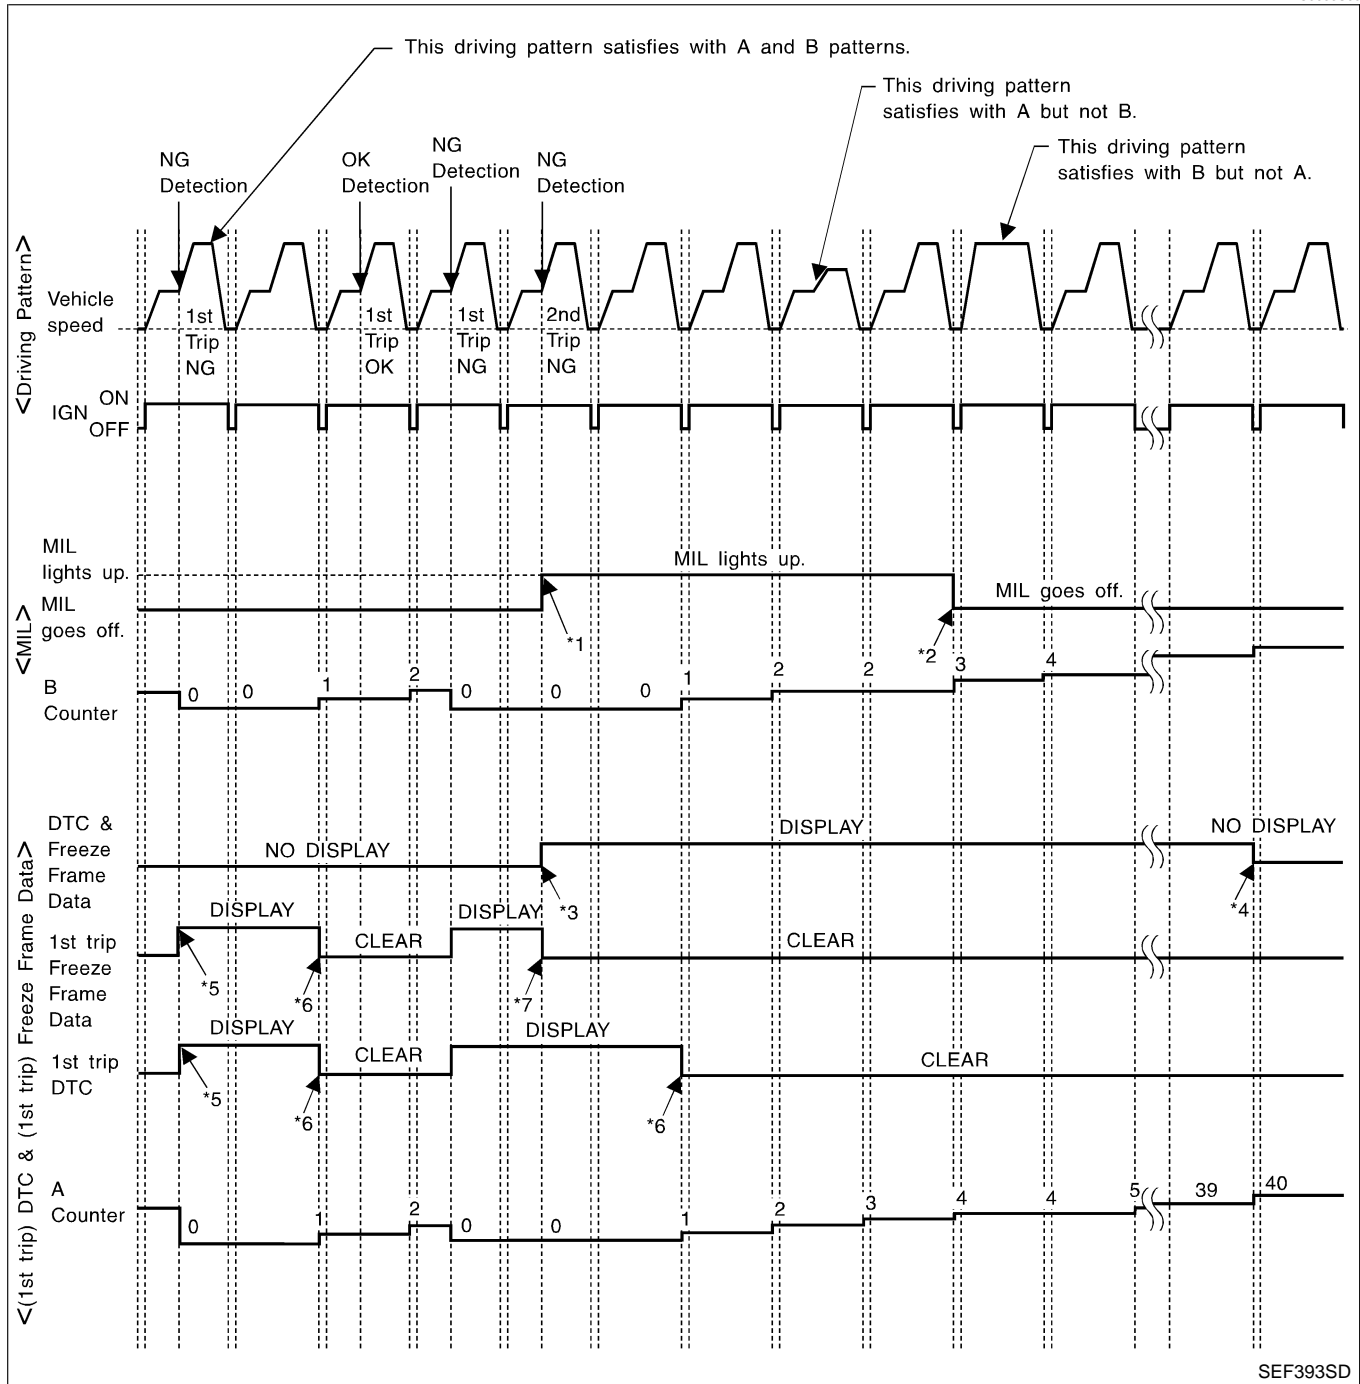 This driving pattern satisfies with A and B patterns.
This driving pattern
satisfies with A but not B.
This driving pattern
satisfies with B but not A.
NG
Detection
OK
Detection
NG
Detection
NG
Detection
<Driving Pattern>
Vehicle
speed
1st
Trip
NG
1st
Trip
OK
1st
Trip
NG
2nd
Trip
NG
IGN
ON
OFF
<MIL>
MIL
lights up.
MIL lights up.
MIL
goes off.
MIL goes off.
*1
*2
B
Counter
0
0
1
2
0
0
0
1
2
2
3
4
<(1st trip) DTC & (1st trip) Freeze Frame Data>
DTC &
Freeze
Frame
Data
NO DISPLAY
DISPLAY
NO DISPLAY
*3
*4
1st trip
Freeze
Frame
Data
DISPLAY
CLEAR
DISPLAY
CLEAR
*5
*6
*7
1st trip
DTC
DISPLAY
CLEAR
DISPLAY
CLEAR
*5
*6
*6
A
Counter
0
1
2
0
0
1
2
3
4
4
5
39
40
SEF393SD